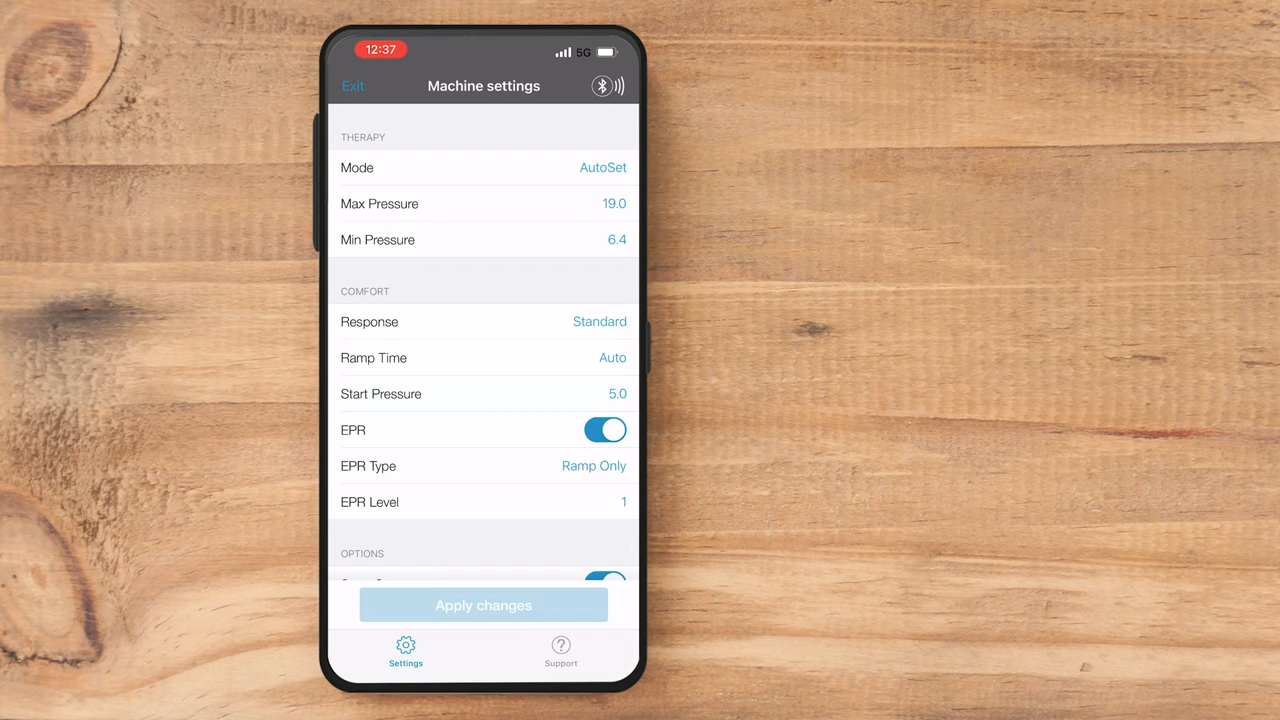 12:37
5G
Exit
Machine settings
THERAPY
Mode AutoSet
Max Pressure 19.0
Min Pressure 6.4
COMFORT
Response Standard
Ramp Time Auto
Start Pressure 5.0
EPR
EPR Type Ramp Only
EPR Level 1
OPTIONS
Apply changes
Settings
Support